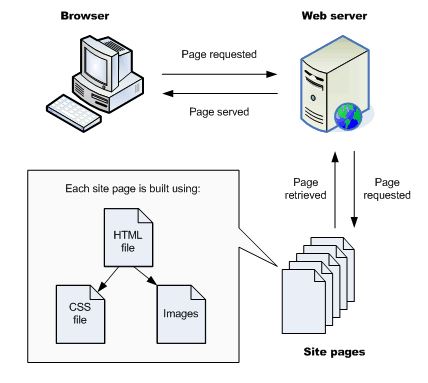 Browser
Web server
Page requested
Page served
Page
retrieved
Page
requested
Each site page is built using:
HTML
file
CSS
file
Images
Site pages